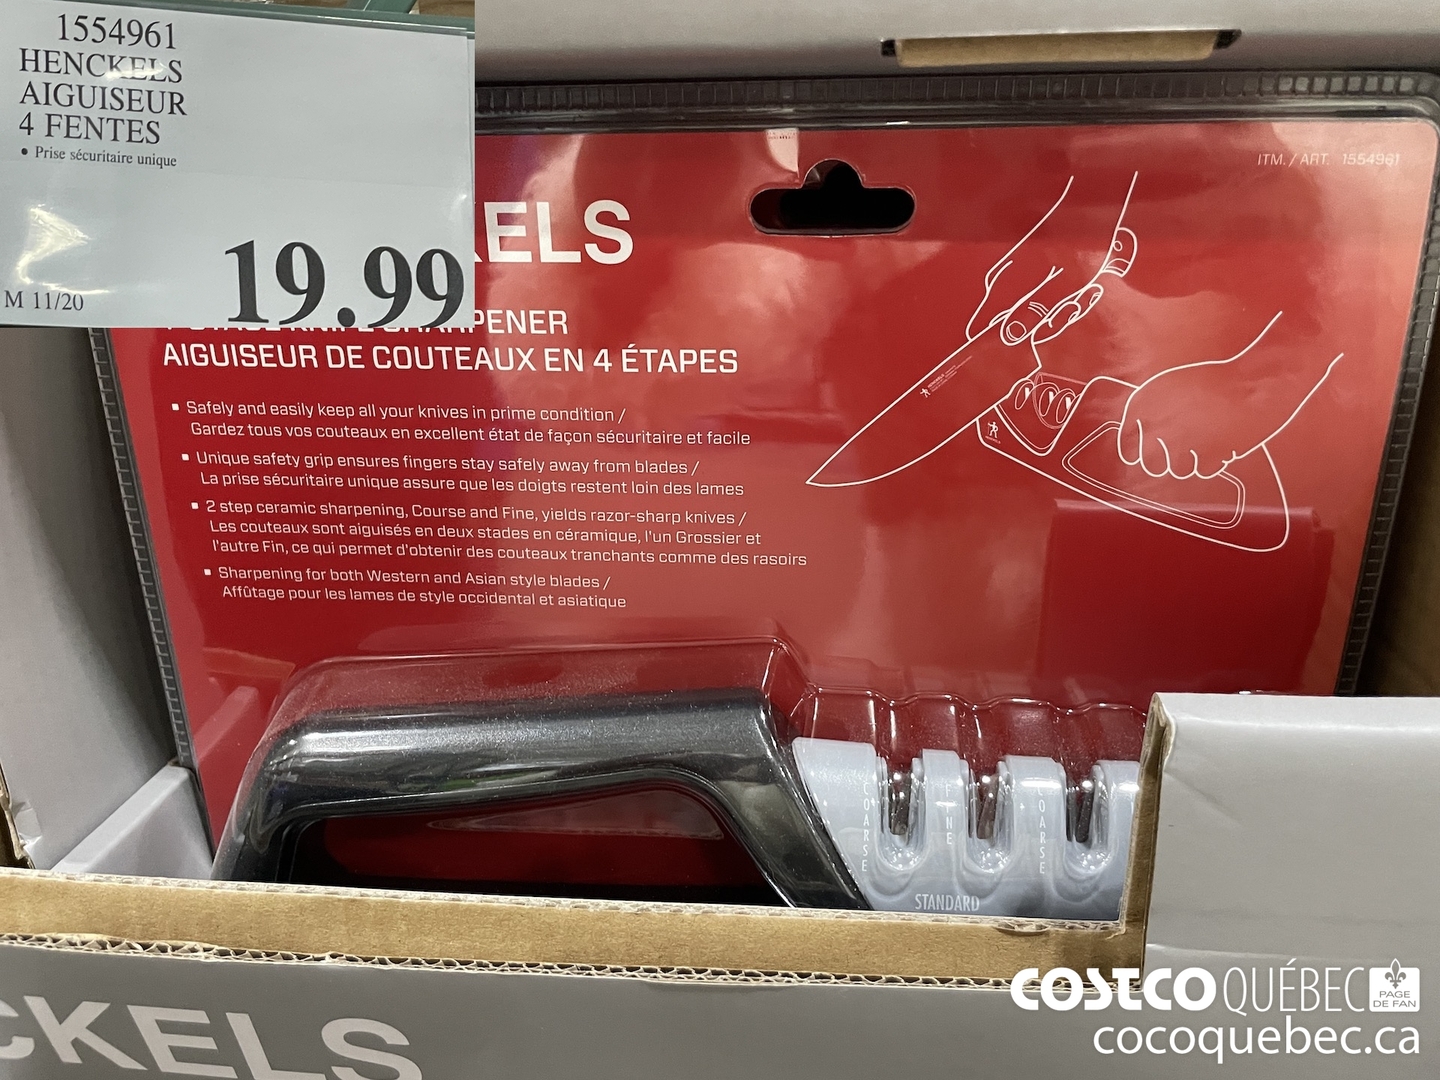 1554961
HENCKELS
AIGUISEUR
4 FENTES
• Prise sécuritaire unique
19.99
M 11/20
ITM. / ART. 1554961
KELS
AIGUISEUR DE COUTEAUX EN 4 ÉTAPES
▪ Safely and easily keep all your knives in prime condition /
Gardez tous vos couteaux en excellent état de façon sécuritaire et facile
▪ Unique safety grip ensures fingers stay safely away from blades /
La prise sécuritaire unique assure que les doigts restent loin des lames
▪ 2 step ceramic sharpening, Course and Fine, yields razor-sharp knives /
Les couteaux sont aiguisés en deux stades en céramique, l'un Grossier et
l'autre Fin, ce qui permet d'obtenir des couteaux tranchants comme des rasoirs
▪ Sharpening for both Western and Asian style blades /
Affûtage pour les lames de style occidental et asiatique
COARSE
FINE
COARSE
STANDARD
CKELS
COSTCO QUÉBEC PAGE
DE FAN
cocoquebec.ca